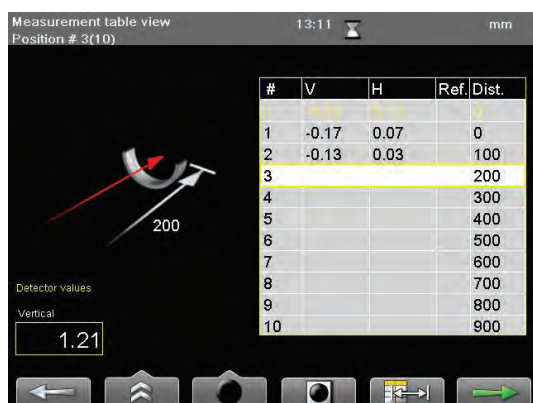 Measurement table view 13:11 mm
Position # 3(10)
# V H Ref. Dist.
1 -0.17 0.07 0
2 -0.13 0.03 100
3 200
4 300
5 400
6 500
7 600
8 700
9 800
10 900
200
Detector values
Vertical
1.21